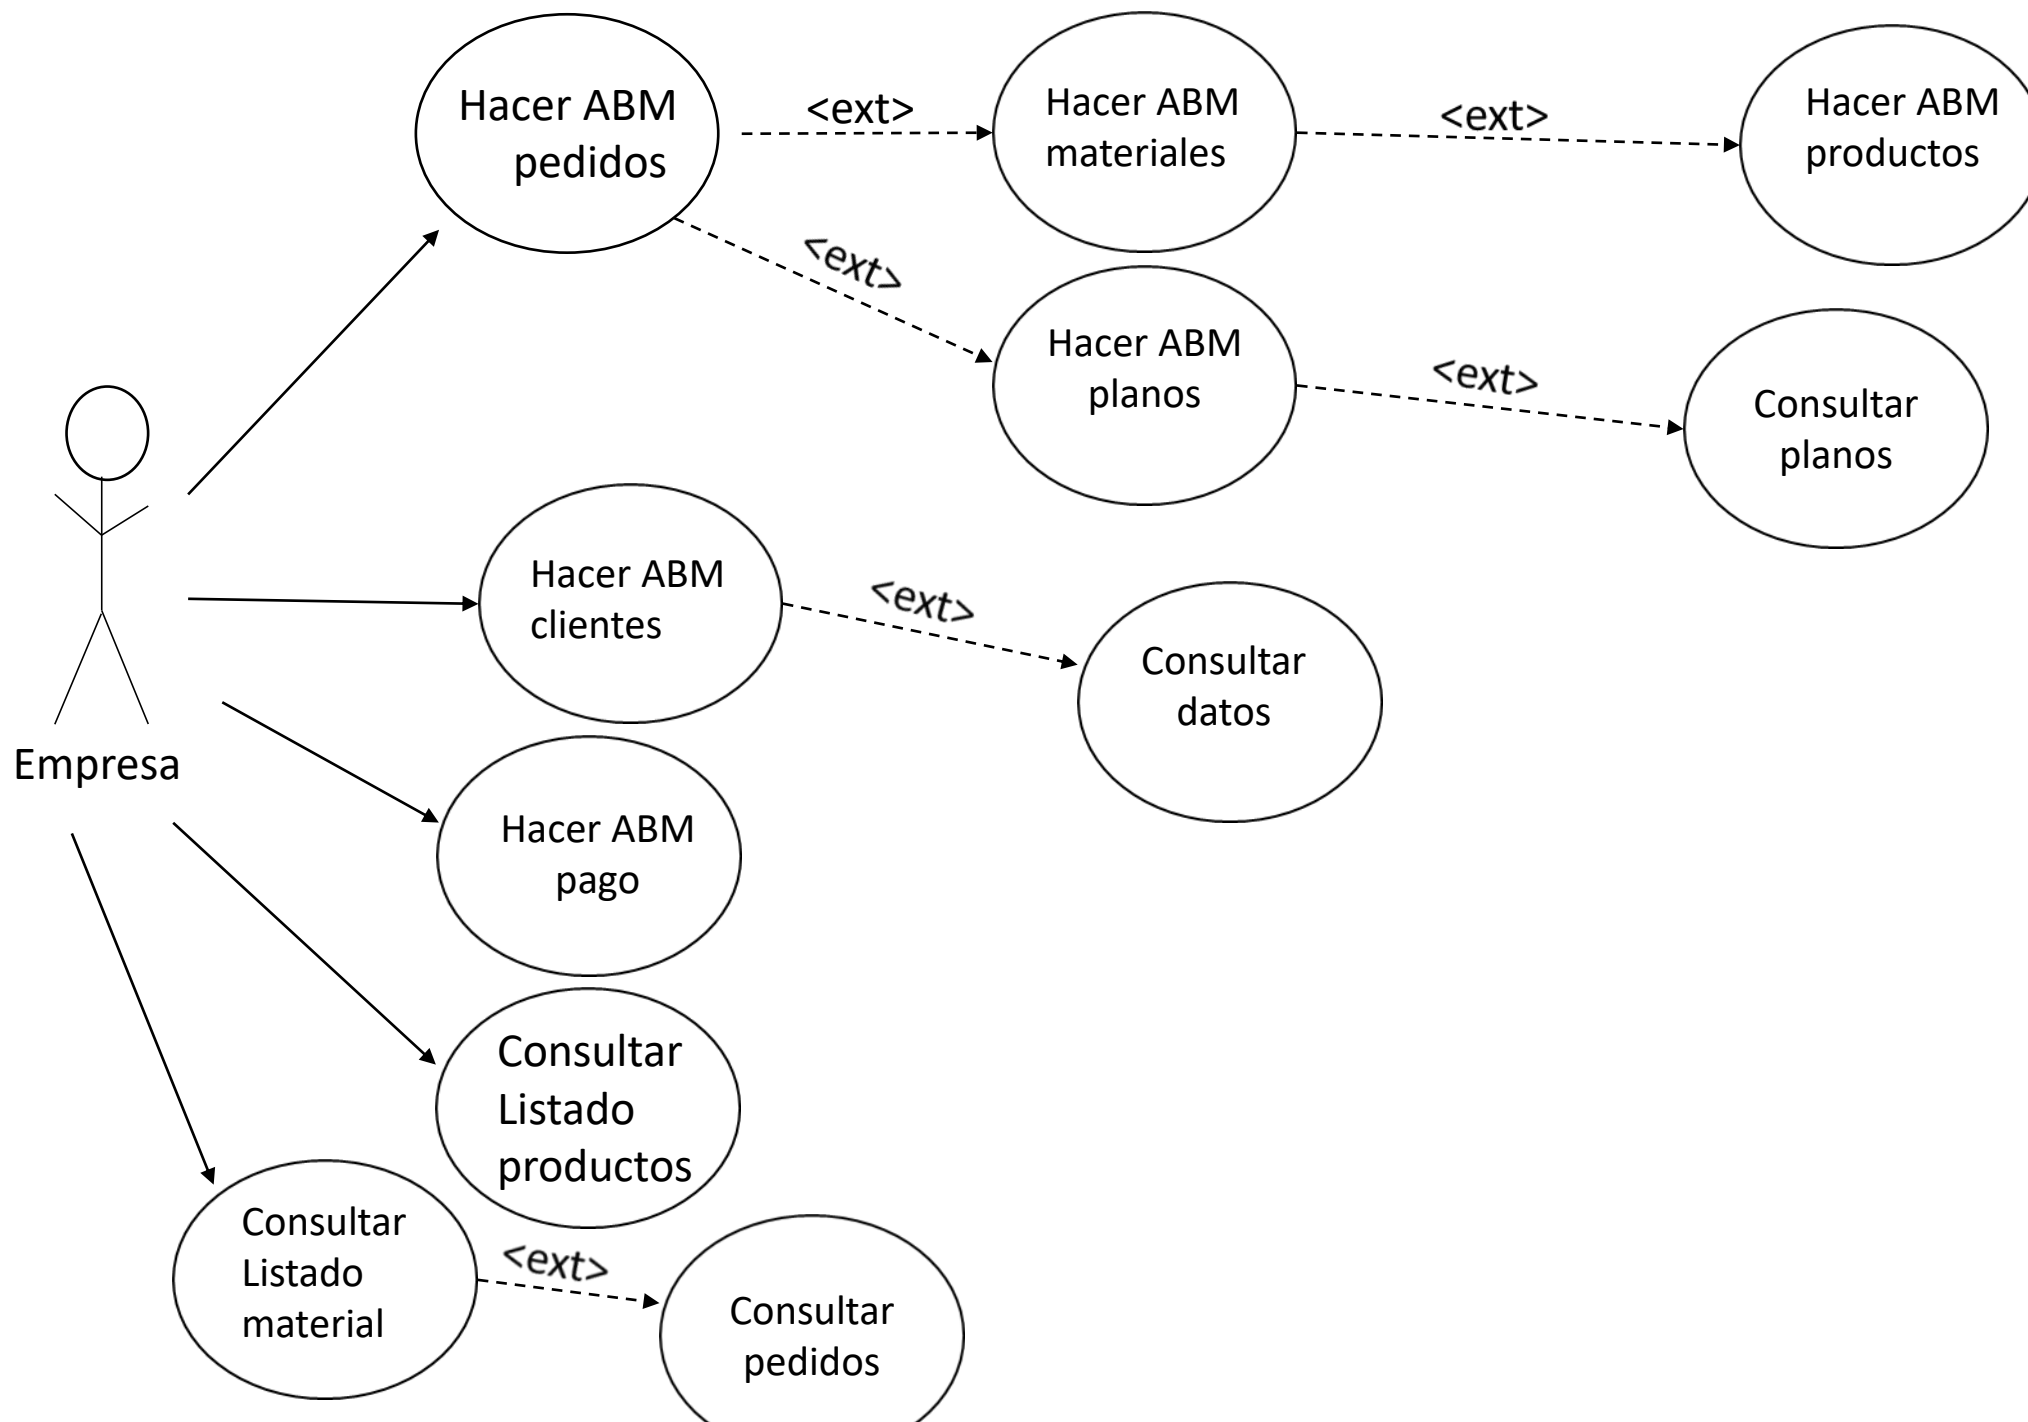 Hacer ABM
pedidos
<ext>
Hacer ABM
materiales
<ext>
Hacer ABM
productos
<ext>
Hacer ABM
planos
<ext>
Consultar
planos
Empresa
Hacer ABM
clientes
<ext>
Consultar
datos
Hacer ABM
pago
Consultar
Listado
productos
Consultar
Listado
material
<ext>
Consultar
pedidos